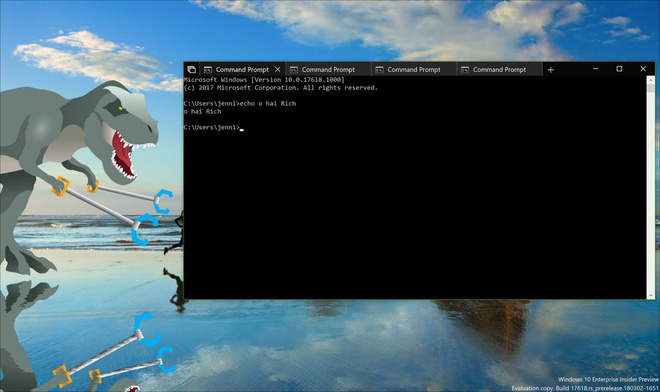 Command Prompt
Command Prompt
Command Prompt
Command Prompt
Microsoft Windows [Version 10.0.17618.1000]
(c) 2017 Microsoft Corporation. All rights reserved.
C:\Users\jenni>echo o hai Rich
o hai Rich
C:\Users\jenni>
Windows 10 Enterprise Insider Preview
Evaluation copy. Build 17618.rs_prerelease.180302-1651